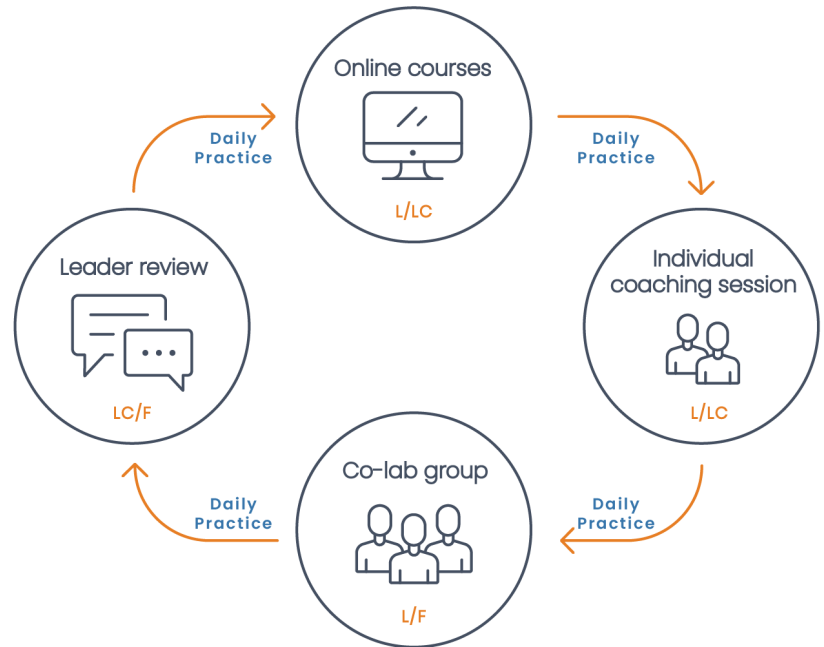 Online courses
L/LC
Daily
Practice
Daily
Practice
Leader review
LC/F
Individual
coaching session
L/LC
Co-lab group
L/F
Daily
Practice
Daily
Practice